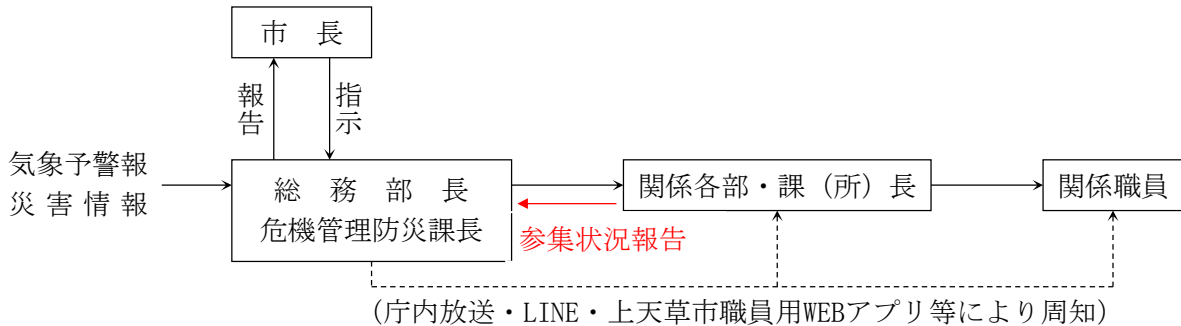 市　長
報告
指示
気象予警報
災害情報
総　務　部　長
危機管理防災課長
関係各部・課（所）長
関係職員
参集状況報告
(庁内放送・LINE・上天草市職員用WEBアプリ等により周知)